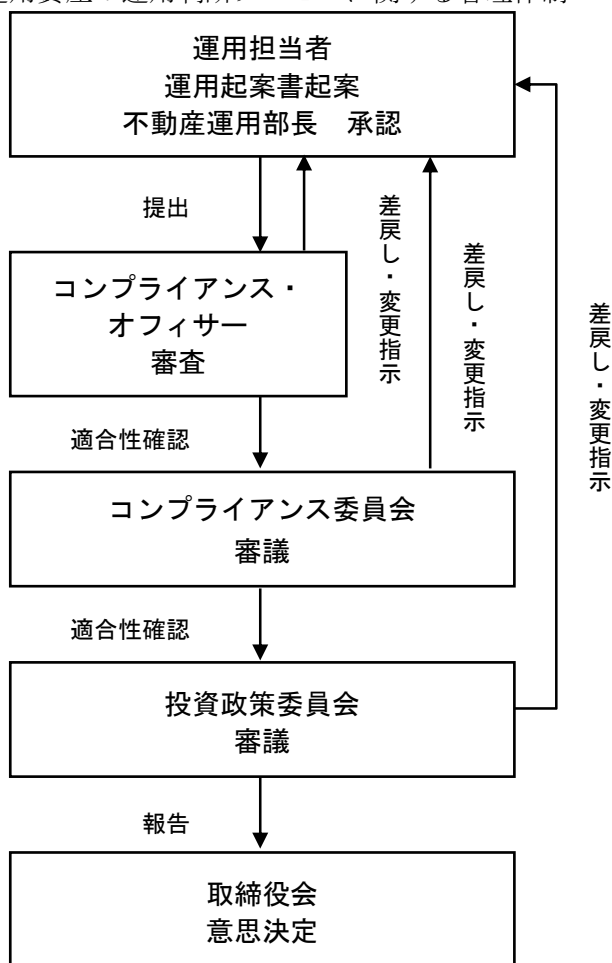 運用担当者
運用起案書起案
不動産運用部長 承認
提出
差戻し・変更指示
差戻し・変更指示
差戻し・変更指示
コンプライアンス・
オフィサー
審査
適合性確認
コンプライアンス委員会
審議
適合性確認
投資政策委員会
審議
報告
取締役会
意思決定